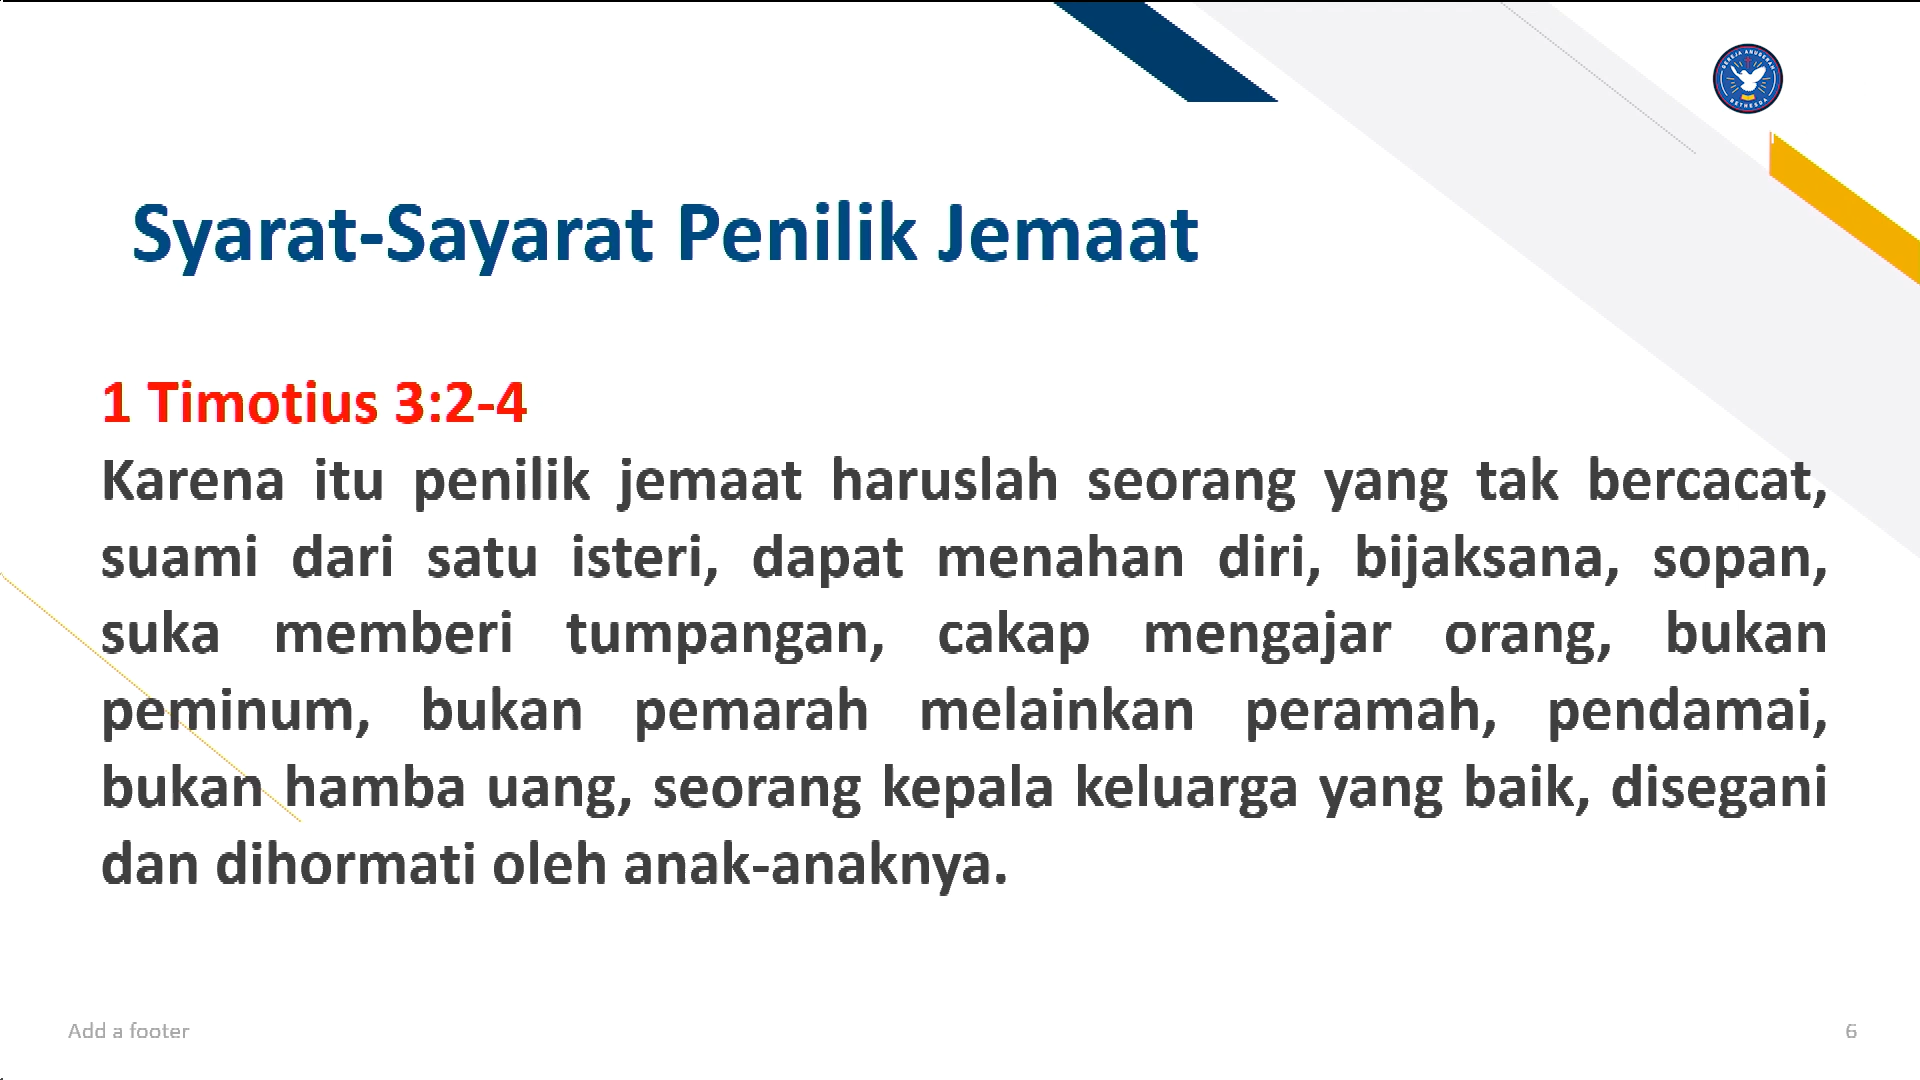 GEREJA ANUGERAH
BETHESDA
Syarat-Sayarat Penilik Jemaat
1 Timotius 3:2-4
Karena itu penilik jemaat haruslah seorang yang tak bercacat,
suami dari satu isteri, dapat menahan diri, bijaksana, sopan,
suka memberi tumpangan, cakap mengajar orang, bukan
peminum, bukan pemarah melainkan peramah, pendamai,
bukan hamba uang, seorang kepala keluarga yang baik, disegani
dan dihormati oleh anak-anaknya.
Add a footer
6